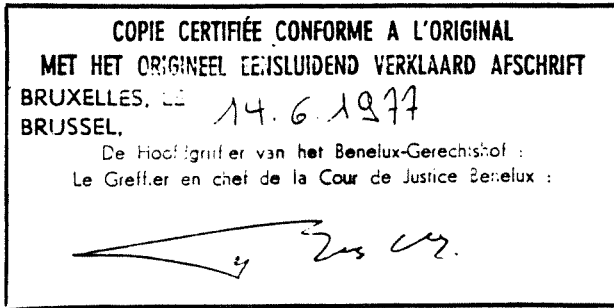 COPIE CERTIFIÉE CONFORME A L'ORIGINAL
MET HET ORIGINEEL EENSLUIDEND VERKLAARD AFSCHRIFT
BRUXELLES, LE
BRUSSEL, 14.6.1977
De Hoofdgriffier van het Benelux-Gerechtshof :
Le Greffier en chef de la Cour de Justice Benelux :